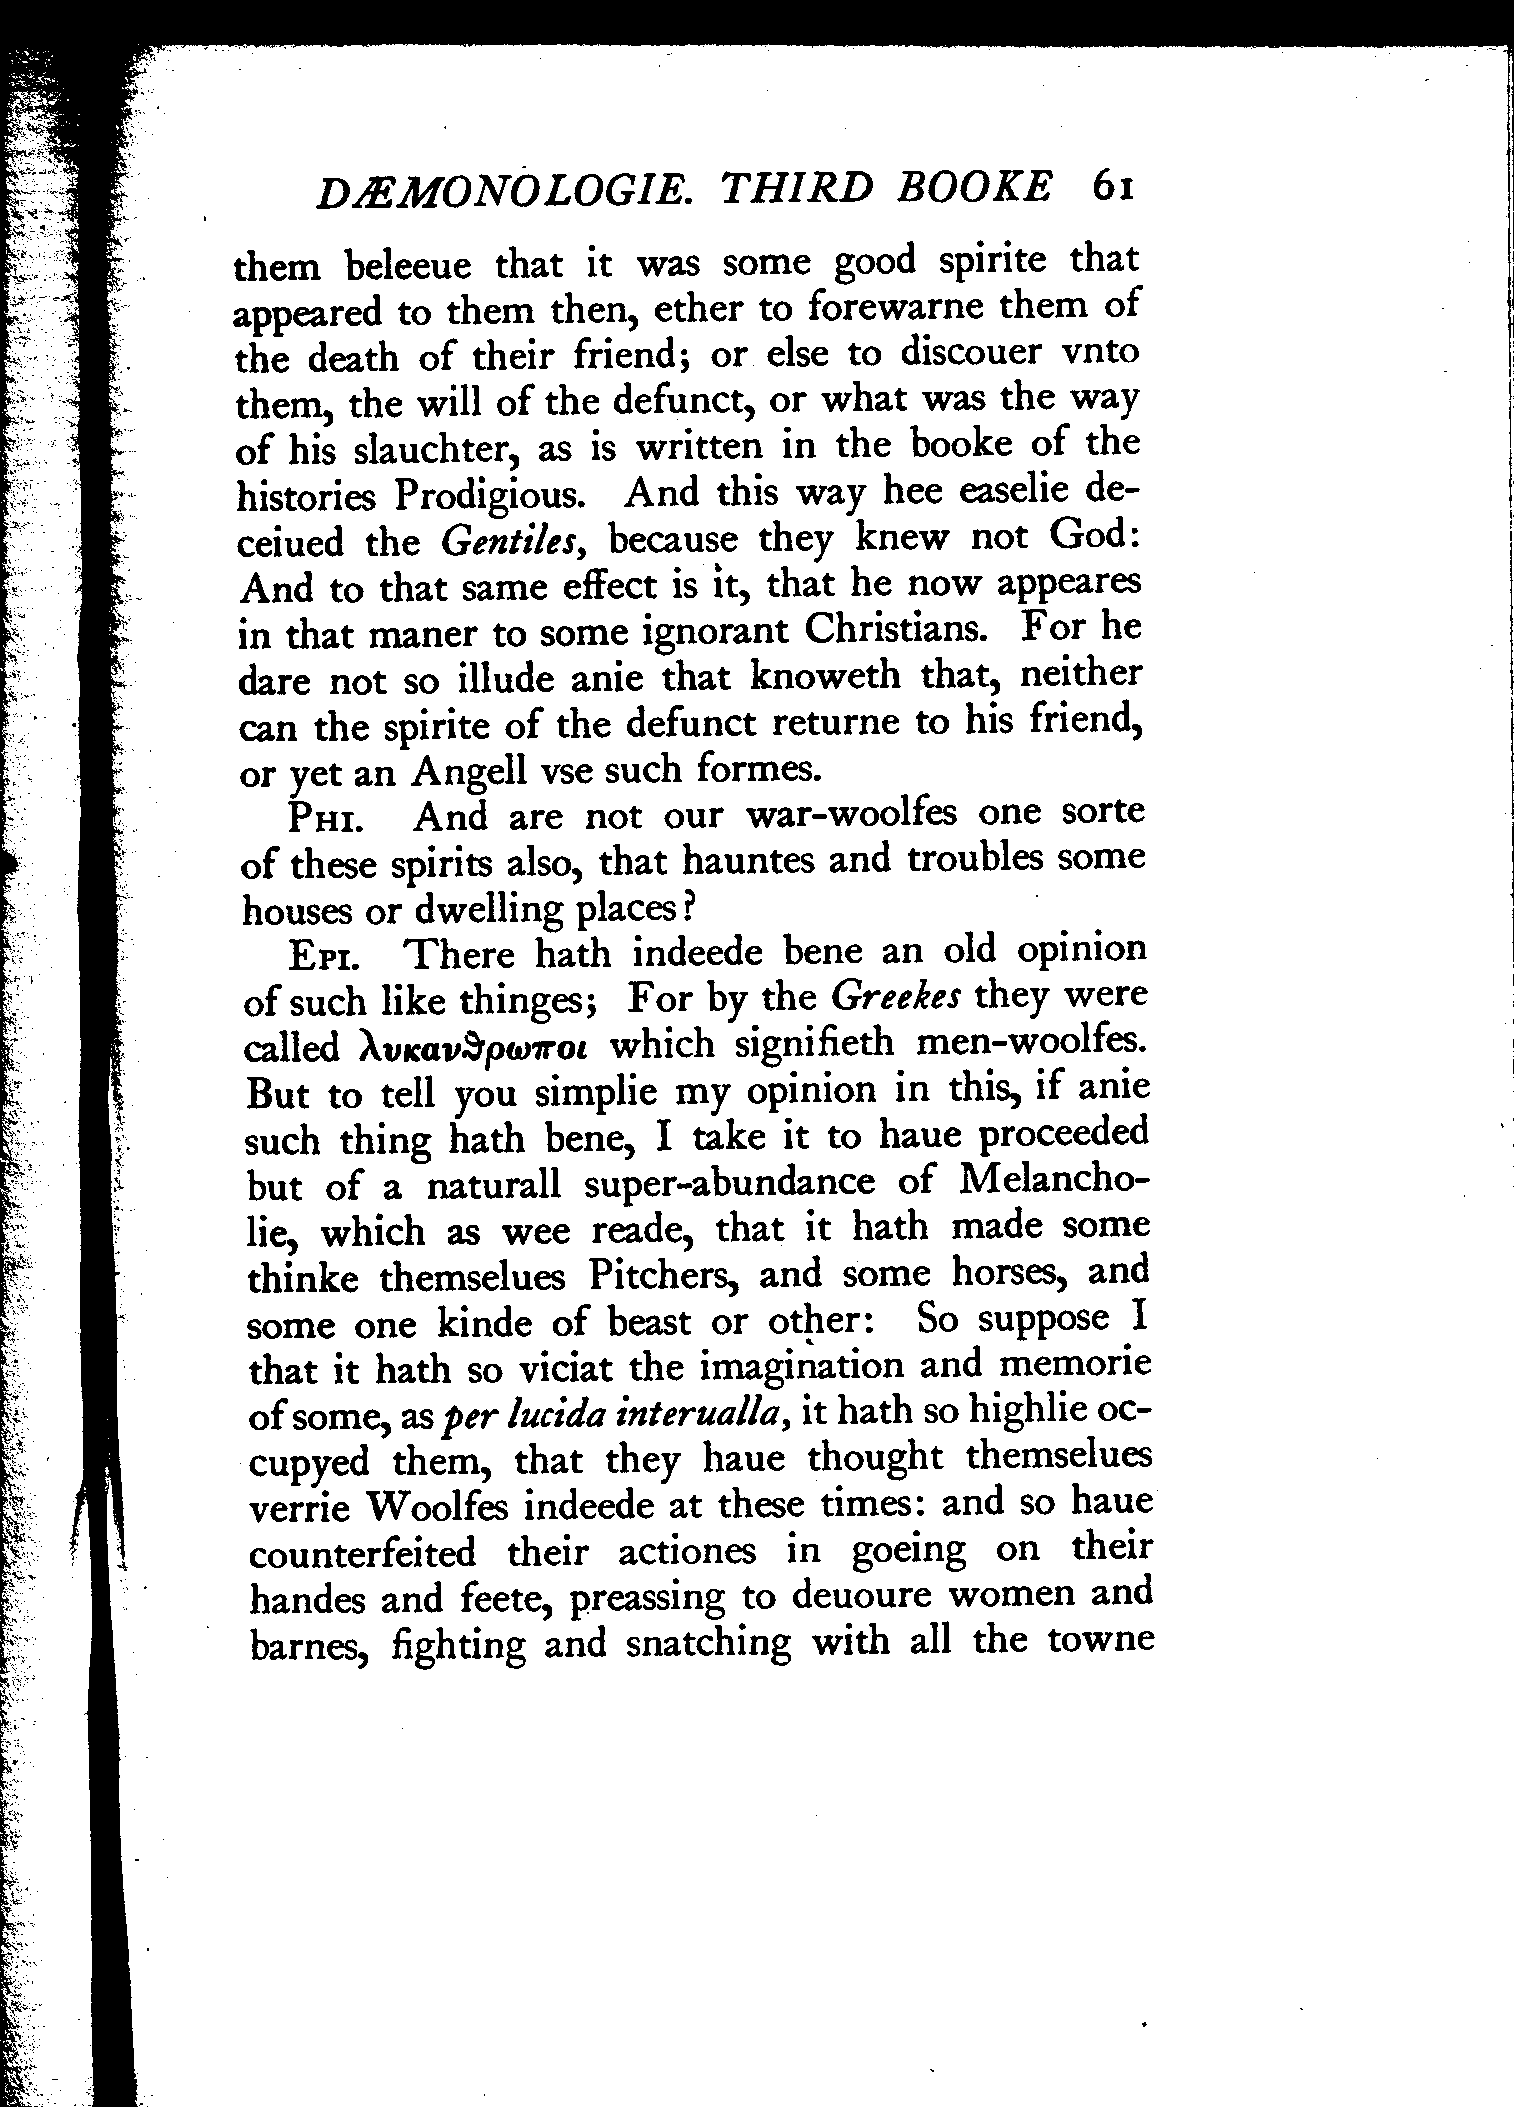 DÆMONOLOGIE. THIRD BOOKE 61
them beleeue that it was some good spirite that
appeared to them then, ether to forewarne them of
the death of their friend; or else to discouer vnto
them, the will of the defunct, or what was the way
of his slauchter, as is written in the booke of the
histories Prodigious. And this way hee easelie de-
ceiued the Gentiles, because they knew not God:
And to that same effect is it, that he now appeares
in that maner to some ignorant Christians. For he
dare not so illude anie that knoweth that, neither
can the spirite of the defunct returne to his friend,
or yet an Angell vse such formes.
PHI. And are not our war-woolfes one sorte
of these spirits also, that hauntes and troubles some
houses or dwelling places?
EPI. There hath indeede bene an old opinion
of such like thinges; For by the Greekes they were
called λυκανϑρωποι which signifieth men-woolfes.
But to tell you simplie my opinion in this, if anie
such thing hath bene, I take it to haue proceeded
but of a naturall super-abundance of Melancho-
lie, which as wee reade, that it hath made some
thinke themselues Pitchers, and some horses, and
some one kinde of beast or other: So suppose I
that it hath so viciat the imagination and memorie
of some, as per lucida interualla, it hath so highlie oc-
cupyed them, that they haue thought themselues
verrie Woolfes indeede at these times: and so haue
counterfeited their actiones in goeing on their
handes and feete, preassing to deuoure women and
barnes, fighting and snatching with all the towne